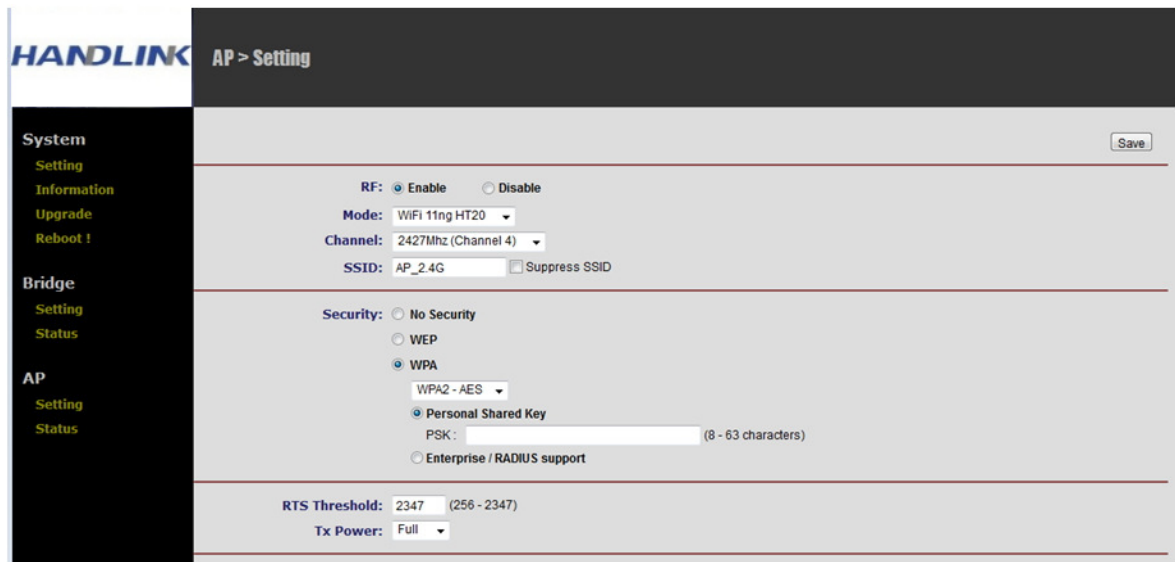 HANDLINK
AP > Setting
System
Setting
Information
Upgrade
Reboot !
Bridge
Setting
Status
AP
Setting
Status
Save
RF: Enable Disable
Mode: WiFi 11ng HT20
Channel: 2427Mhz (Channel 4)
SSID: AP_2.4G Suppress SSID
Security: No Security
WEP
WPA
WPA2 - AES
Personal Shared Key
PSK : (8 - 63 characters)
Enterprise / RADIUS support
RTS Threshold: 2347 (256 - 2347)
Tx Power: Full